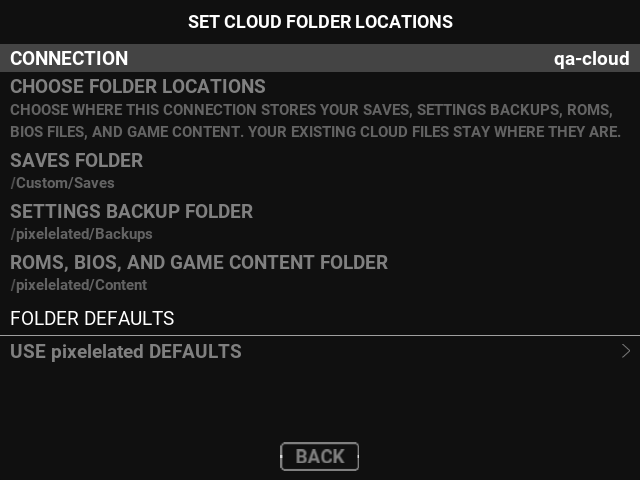 SET CLOUD FOLDER LOCATIONS
CONNECTION qa-cloud
CHOOSE FOLDER LOCATIONS
CHOOSE WHERE THIS CONNECTION STORES YOUR SAVES, SETTINGS BACKUPS, ROMS,
BIOS FILES, AND GAME CONTENT. YOUR EXISTING CLOUD FILES STAY WHERE THEY ARE.
SAVES FOLDER
/Custom/Saves
SETTINGS BACKUP FOLDER
/pixelelated/Backups
ROMS, BIOS, AND GAME CONTENT FOLDER
/pixelelated/Content
FOLDER DEFAULTS
USE pixelelated DEFAULTS
BACK